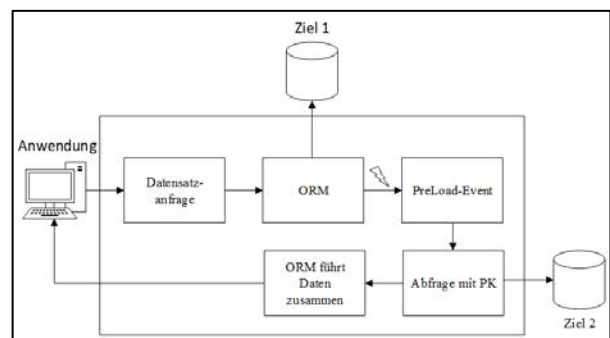 Ziel 1
Anwendung
Datensatz-
anfrage
ORM
PreLoad-Event
ORM führt
Daten
zusammen
Abfrage mit PK
Ziel 2